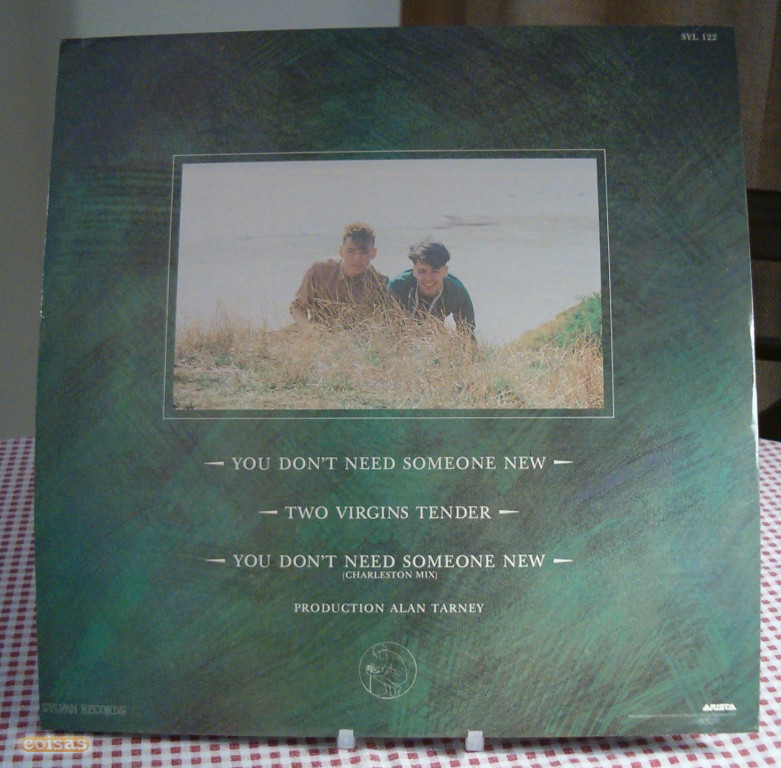 SYL 122
YOU DON'T NEED SOMEONE NEW
TWO VIRGINS TENDER
YOU DON'T NEED SOMEONE NEW
(CHARLESTON MIX)
PRODUCTION ALAN TARNEY
SYLVAN RECORDS
ARISTA
coisas